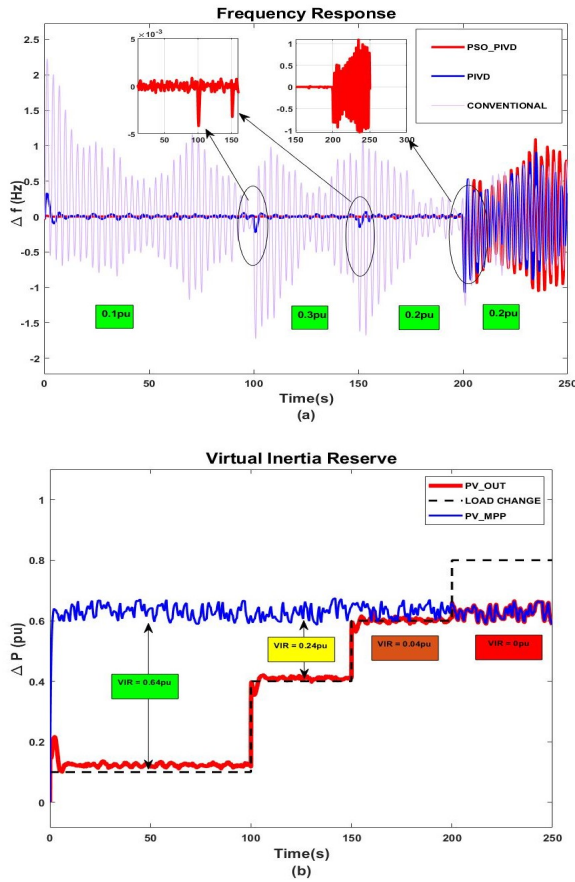 Frequency Response
×10⁻³
5
0
-5
50 100 150
1
0.5
0
-0.5
-1
150 200 250 300
PSO_PIVD
PIVD
CONVENTIONAL
2.5
2
1.5
1
0.5
0
-0.5
-1
-1.5
-2
Δ f (Hz)
0.1pu
0.3pu
0.2pu
0.2pu
0 50 100 150 200 250
Time(s)
(a)
Virtual Inertia Reserve
PV_OUT
LOAD CHANGE
PV_MPP
1
0.8
0.6
0.4
0.2
0
Δ P (pu)
VIR = 0.64pu
VIR = 0.24pu
VIR = 0.04pu
VIR = 0pu
0 50 100 150 200 250
Time(s)
(b)